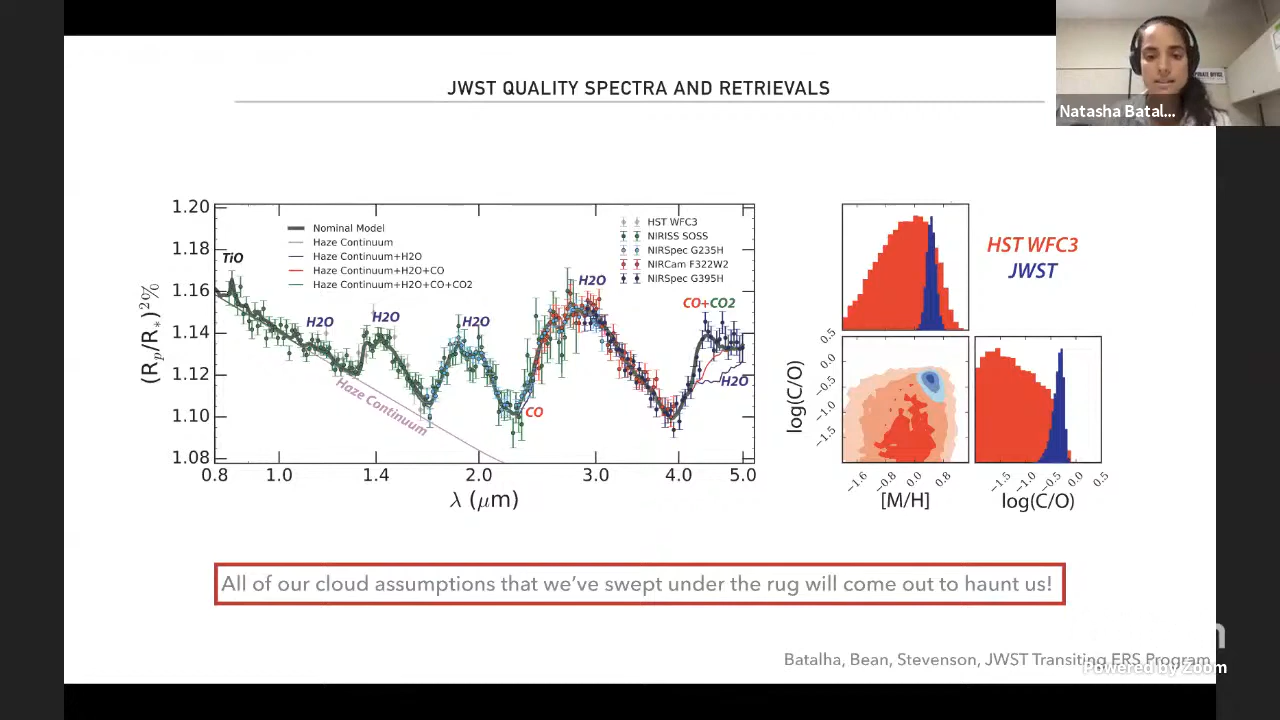 JWST QUALITY SPECTRA AND RETRIEVALS
Natasha Batal...
1.20
1.18
1.16
1.14
1.12
1.10
1.08
(Rp/R*)^2%
Nominal Model
Haze Continuum
Haze Continuum+H2O
Haze Continuum+H2O+CO
Haze Continuum+H2O+CO+CO2
HST WFC3
NIRISS SOSS
NIRSpec G235H
NIRCam F322W2
NIRSpec G395H
TiO
H2O
H2O
H2O
H2O
CO+CO2
H2O
CO
Haze Continuum
0.8 1.0 1.4 2.0 3.0 4.0 5.0
λ (μm)
HST WFC3
JWST
0.5
0.0
−0.5
−1.0
−1.5
log(C/O)
−1.6 −0.8 0.0 0.8
[M/H]
−1.5 −1.0 −0.5 0.0 0.5
log(C/O)
All of our cloud assumptions that we've swept under the rug will come out to haunt us!
Batalha, Bean, Stevenson, JWST Transiting ERS Program
Powered by Zoom